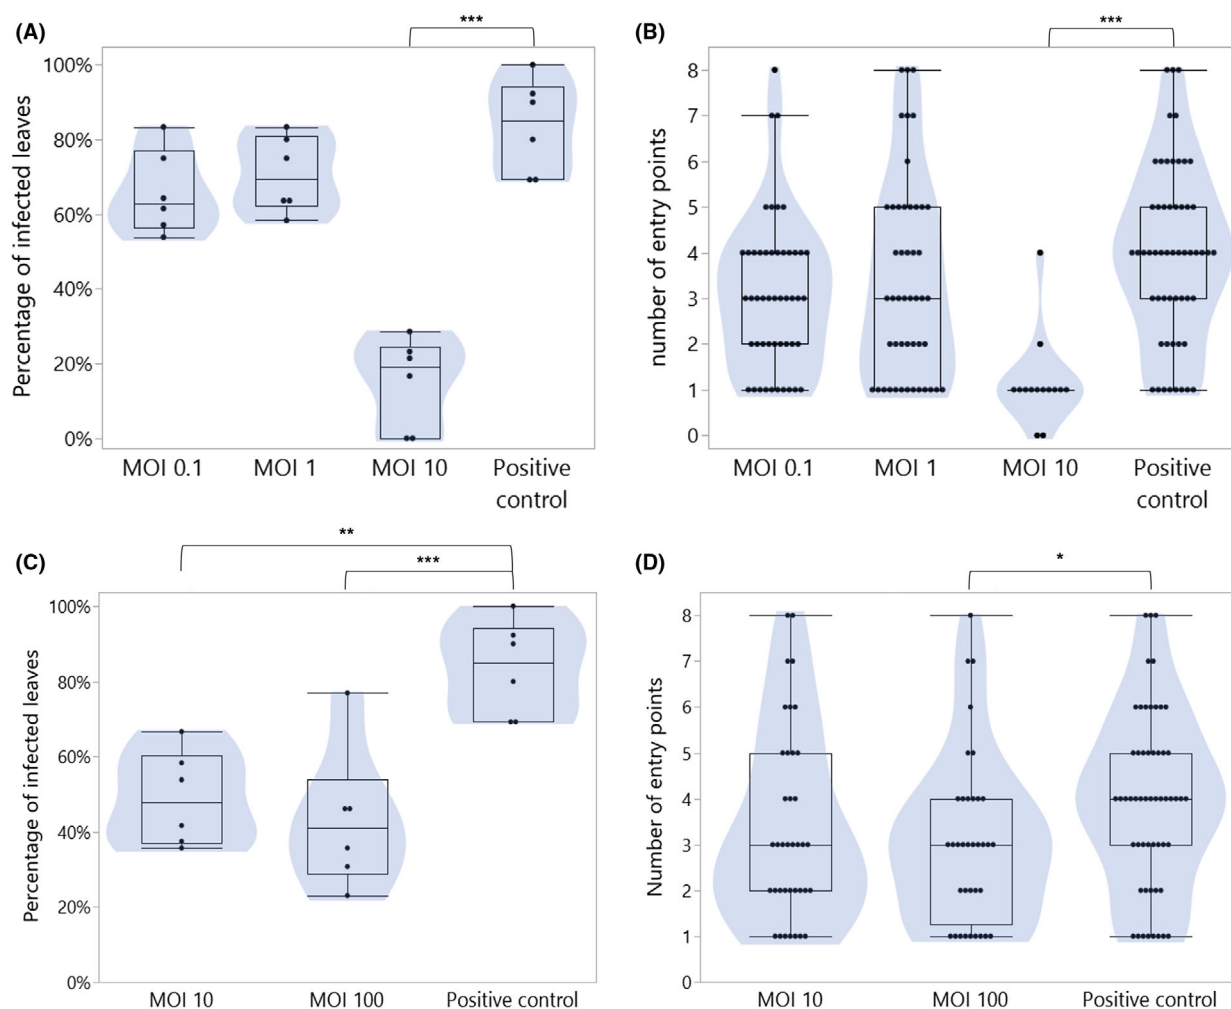 (A)
***
Percentage of infected leaves
100%
80%
60%
40%
20%
0%
MOI 0.1
MOI 1
MOI 10
Positive
control
(B)
***
number of entry points
8
7
6
5
4
3
2
1
0
MOI 0.1
MOI 1
MOI 10
Positive
control
(C)
**
***
Percentage of infected leaves
100%
80%
60%
40%
20%
0%
MOI 10
MOI 100
Positive control
(D)
*
Number of entry points
8
7
6
5
4
3
2
1
0
MOI 10
MOI 100
Positive control